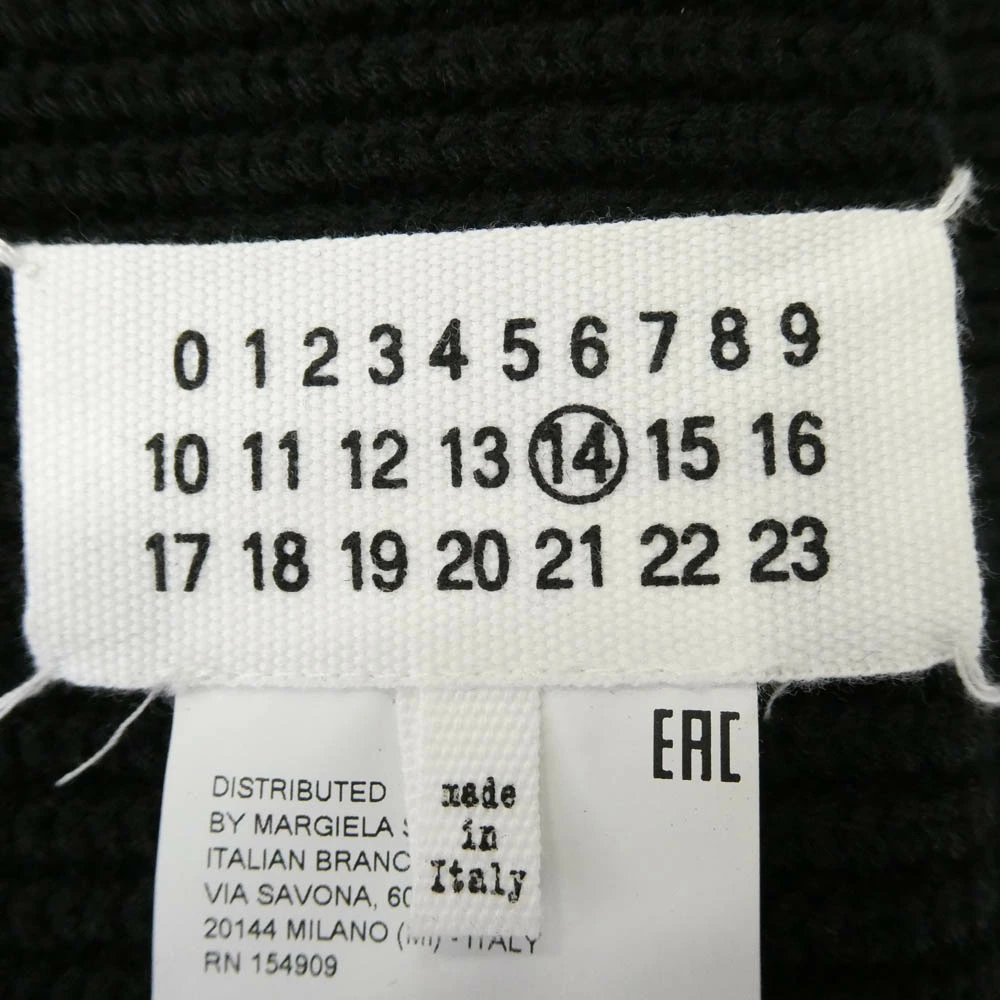 0 1 2 3 4 5 6 7 8 9
10 11 12 13 14 15 16
17 18 19 20 21 22 23
EAC
made
in
Italy
DISTRIBUTED
BY MARGIELA
ITALIAN
VIA SAVONA,
20144 MILANO (MI) - ITALY
RN 154909